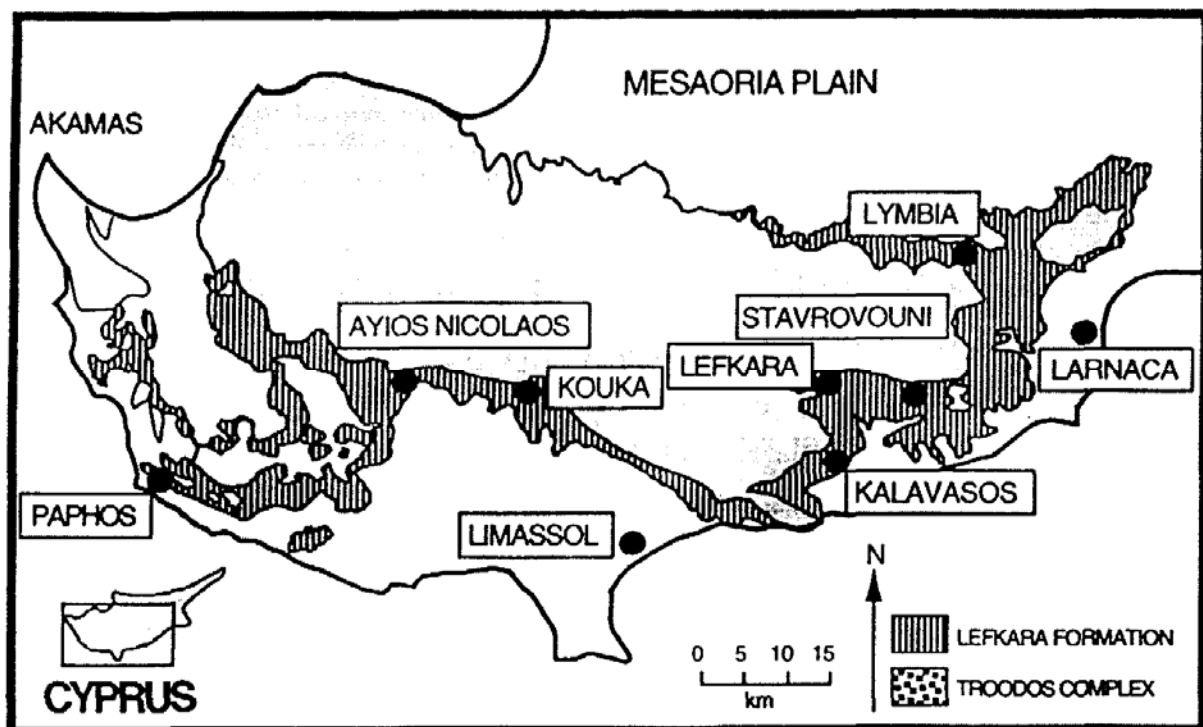 MESAORIA PLAIN
AKAMAS
LYMBIA
STAVROVOUNI
AYIOS NICOLAOS
LEFKARA
KOUKA
LARNACA
KALAVASOS
PAPHOS
LIMASSOL
N
CYPRUS
0 5 10 15
km
LEFKARA FORMATION
TROODOS COMPLEX